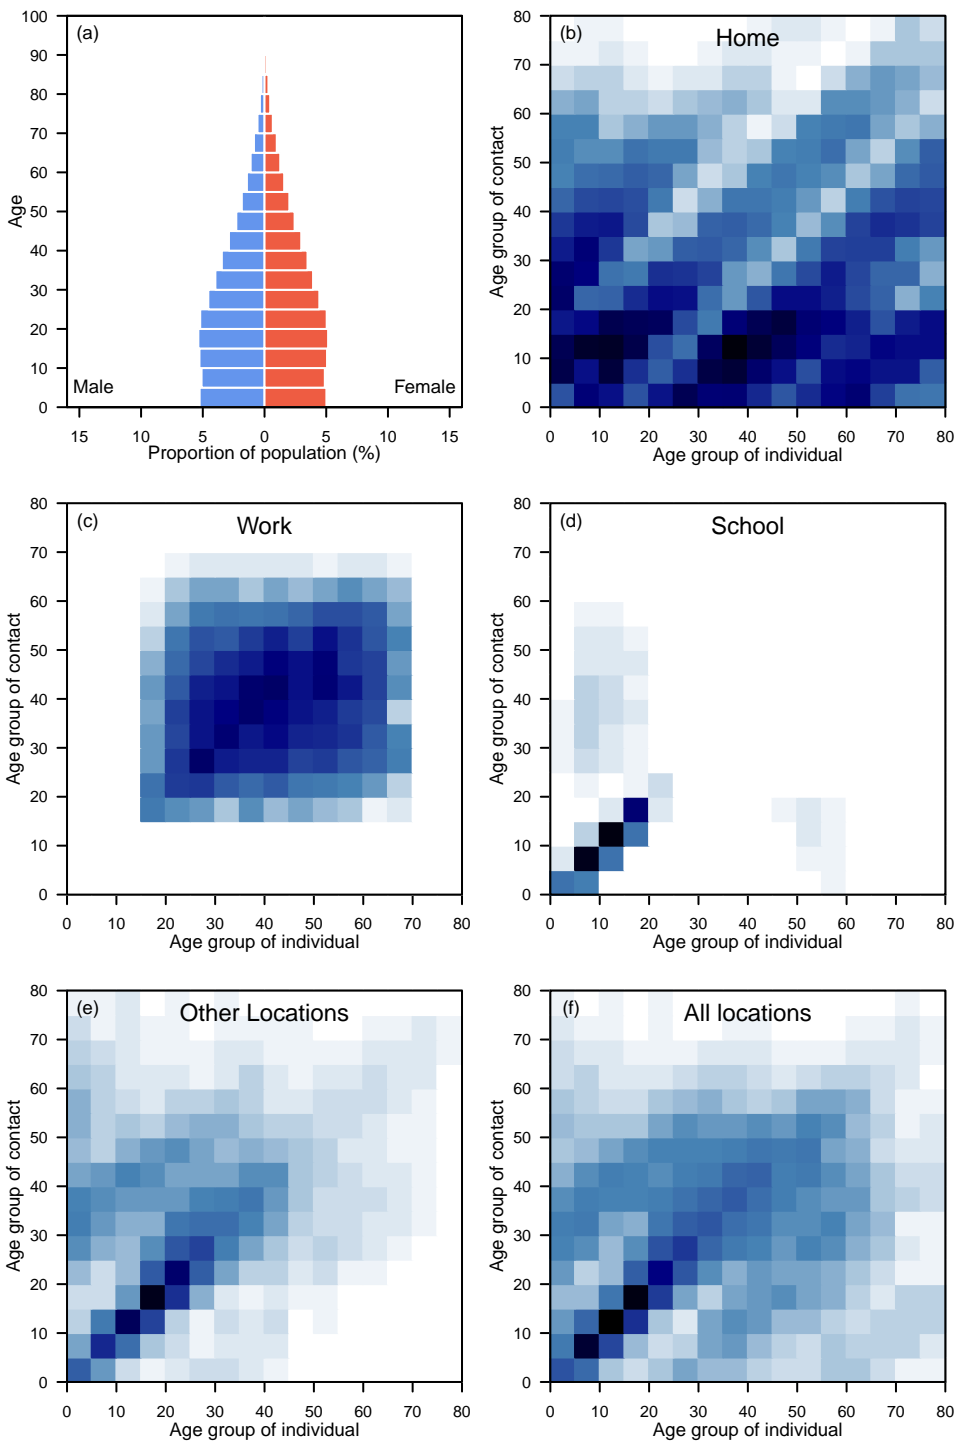 (a)
100
90
80
70
60
50
40
30
20
10
0
Age
Male
Female
15 10 5 0 5 10 15
Proportion of population (%)
(b)
Home
80
70
60
50
40
30
20
10
0
Age group of contact
0 10 20 30 40 50 60 70 80
Age group of individual
(c)
Work
80
70
60
50
40
30
20
10
0
Age group of contact
0 10 20 30 40 50 60 70 80
Age group of individual
(d)
School
80
70
60
50
40
30
20
10
0
Age group of contact
0 10 20 30 40 50 60 70 80
Age group of individual
(e)
Other Locations
80
70
60
50
40
30
20
10
0
Age group of contact
0 10 20 30 40 50 60 70 80
Age group of individual
(f)
All locations
80
70
60
50
40
30
20
10
0
Age group of contact
0 10 20 30 40 50 60 70 80
Age group of individual